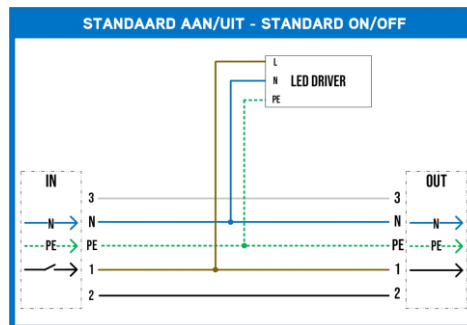 STANDAARD AAN/UIT - STANDARD ON/OFF
L
N LED DRIVER
PE
IN OUT
3 3
N N N N
PE PE PE PE
1 1
2 2